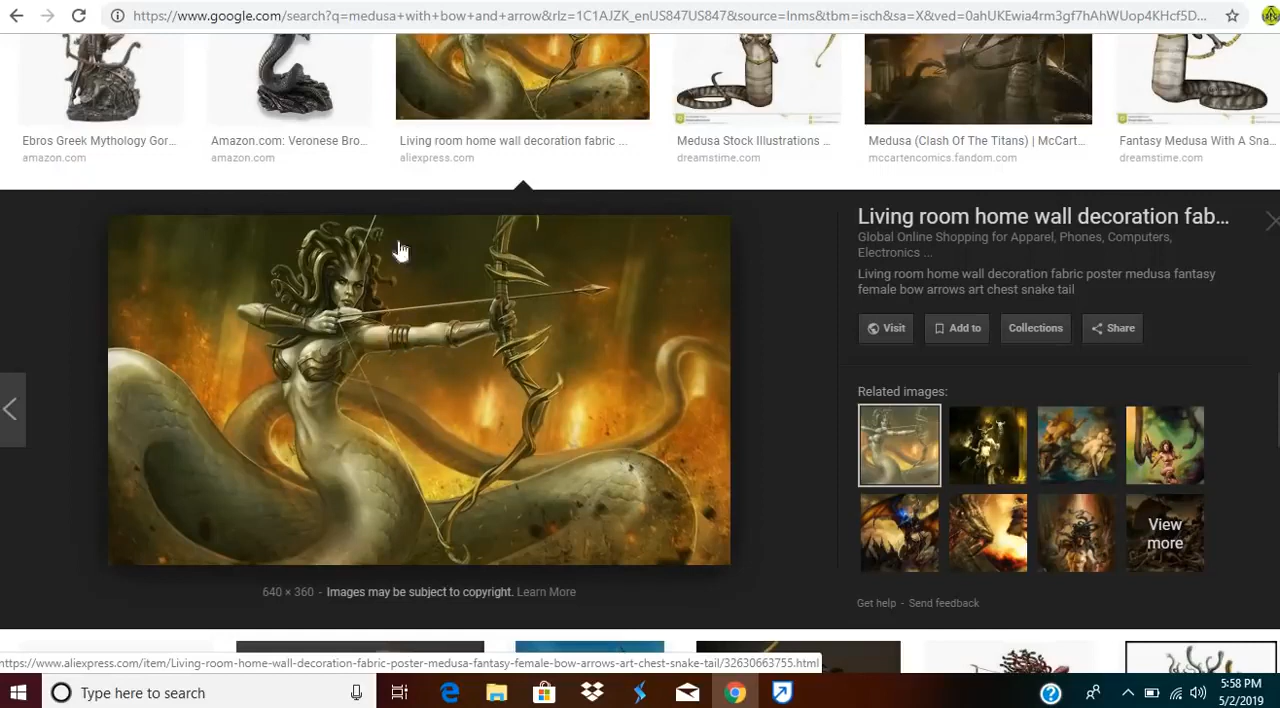 https://www.google.com/search?q=medusa+with+bow+and+arrow&rlz=1C1AJZK_enUS847US847&source=lnms&tbm=isch&sa=X&ved=0ahUKEwia4rm3gf7hAhWUop4KHcf5D...
Ebros Greek Mythology Gor...
amazon.com
Amazon.com: Veronese Bro...
amazon.com
Living room home wall decoration fabric ...
aliexpress.com
Medusa Stock Illustrations ...
dreamstime.com
Medusa (Clash Of The Titans) | McCart...
mccartencomics.fandom.com
Fantasy Medusa With A Sna...
dreamstime.com
Living room home wall decoration fab...
Global Online Shopping for Apparel, Phones, Computers,
Electronics ...
Living room home wall decoration fabric poster medusa fantasy
female bow arrows art chest snake tail
Visit
Add to
Collections
Share
Related images:
View
more
640 × 360 - Images may be subject to copyright. Learn More
Get help - Send feedback
https://www.aliexpress.com/item/Living-room-home-wall-decoration-fabric-poster-medusa-fantasy-female-bow-arrows-art-chest-snake-tail/32630663755.html
Type here to search
5:58 PM
5/2/2019